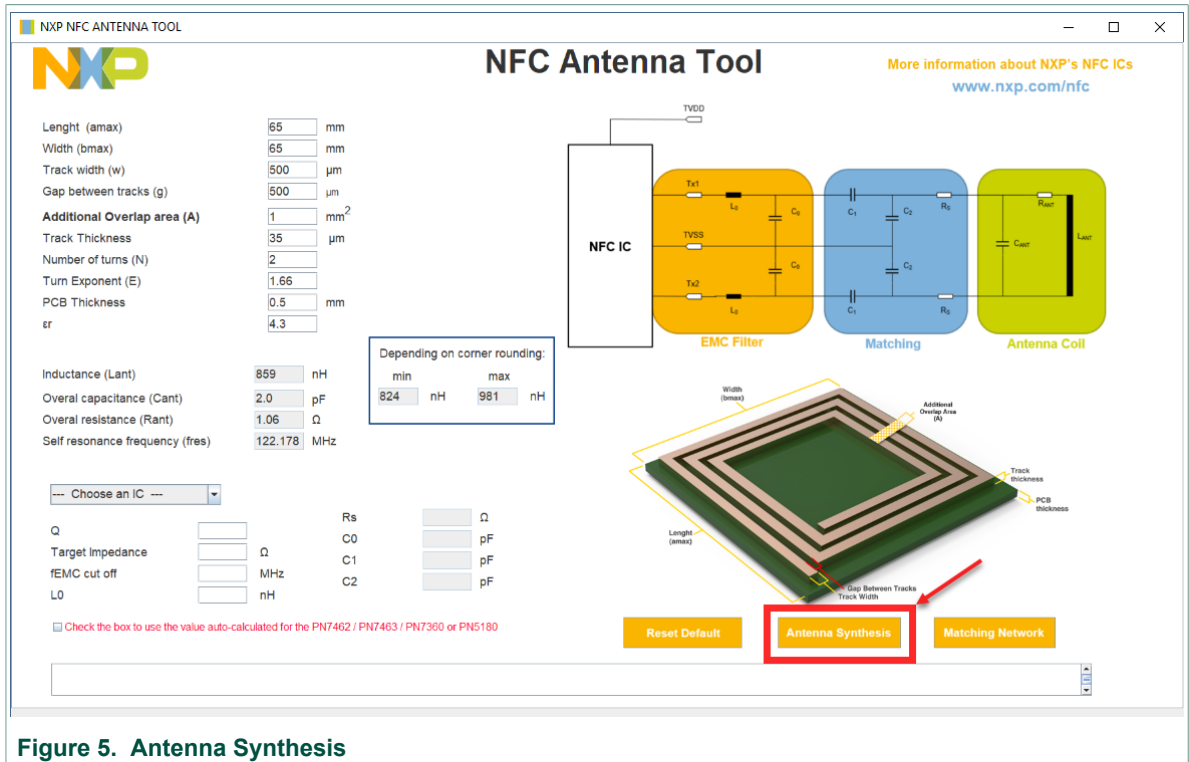 NXP NFC ANTENNA TOOL
NXP
NFC Antenna Tool
More information about NXP's NFC ICs
www.nxp.com/nfc
Lenght (amax) 65 mm
Width (bmax) 65 mm
Track width (w) 500 µm
Gap between tracks (g) 500 µm
Additional Overlap area (A) 1 mm2
Track Thickness 35 µm
Number of turns (N) 2
Turn Exponent (E) 1.66
PCB Thickness 0.5 mm
εr 4.3
Inductance (Lant) 859 nH
Overal capacitance (Cant) 2.0 pF
Overal resistance (Rant) 1.06 Ω
Self resonance frequency (fres) 122.178 MHz
Depending on corner rounding:
min max
824 nH 981 nH
--- Choose an IC ---
Q
Target Impedance Ω
fEMC cut off MHz
L0 nH
Rs Ω
C0 pF
C1 pF
C2 pF
Check the box to use the value auto-calculated for the PN7462 / PN7463 / PN7360 or PN5180
TVDD
NFC IC
Tx1
L0
C0
TVSS
C0
Tx2
L0
EMC Filter
C1
C2
RS
C2
C1
RS
Matching
RANT
CANT
LANT
Antenna Coil
Width
(bmax)
Additional
Overlap Area
(A)
Track
thickness
PCB
thickness
Lenght
(amax)
Gap Between Tracks
Track Width
Reset Default
Antenna Synthesis
Matching Network
Figure 5. Antenna Synthesis